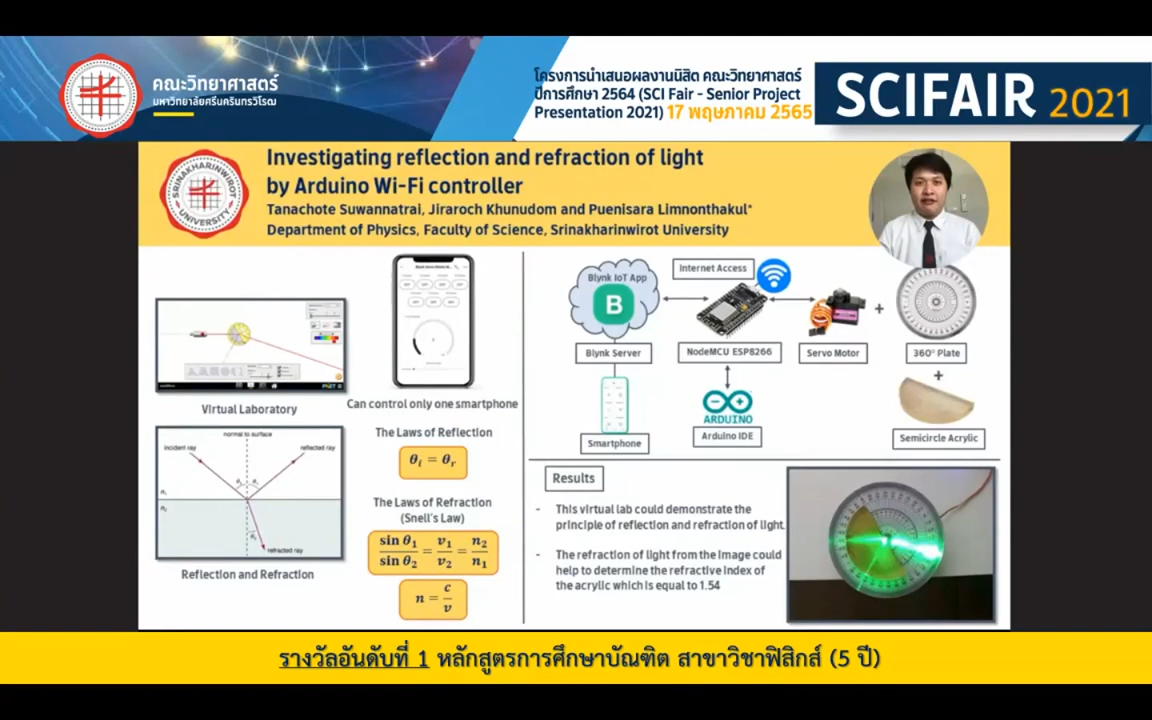 คณะวิทยาศาสตร์
มหาวิทยาลัยศรีนครินทรวิโรฒ
โครงการนำเสนอผลงานนิสิต คณะวิทยาศาสตร์
ปีการศึกษา 2564 (SCI Fair - Senior Project
Presentation 2021) 17 พฤษภาคม 2565
SCIFAIR 2021
SRINAKHARINWIROT
UNIVERSITY
Investigating reflection and refraction of light
by Arduino Wi-Fi controller
Tanachote Suwannatrai, Jiraroch Khunudom and Puenisara Limnonthakul*
Department of Physics, Faculty of Science, Srinakharinwirot University
Virtual Laboratory
Can control only one smartphone
normal to surface
incident ray
reflected ray
n₁
n₂
refracted ray
Reflection and Refraction
The Laws of Reflection
θᵢ = θᵣ
The Laws of Refraction
(Snell's Law)
sin θ₁ / sin θ₂ = v₁ / v₂ = n₂ / n₁
n = c / v
Blynk IoT App
B
Internet Access
Blynk Server
NodeMCU ESP8266
Servo Motor
+
360° Plate
+
Smartphone
ARDUINO
Arduino IDE
Semicircle Acrylic
Results
- This virtual lab could demonstrate the
principle of reflection and refraction of light.
- The refraction of light from the image could
help to determine the refractive index of
the acrylic which is equal to 1.54
รางวัลอันดับที่ 1 หลักสูตรการศึกษาบัณฑิต สาขาวิชาฟิสิกส์ (5 ปี)